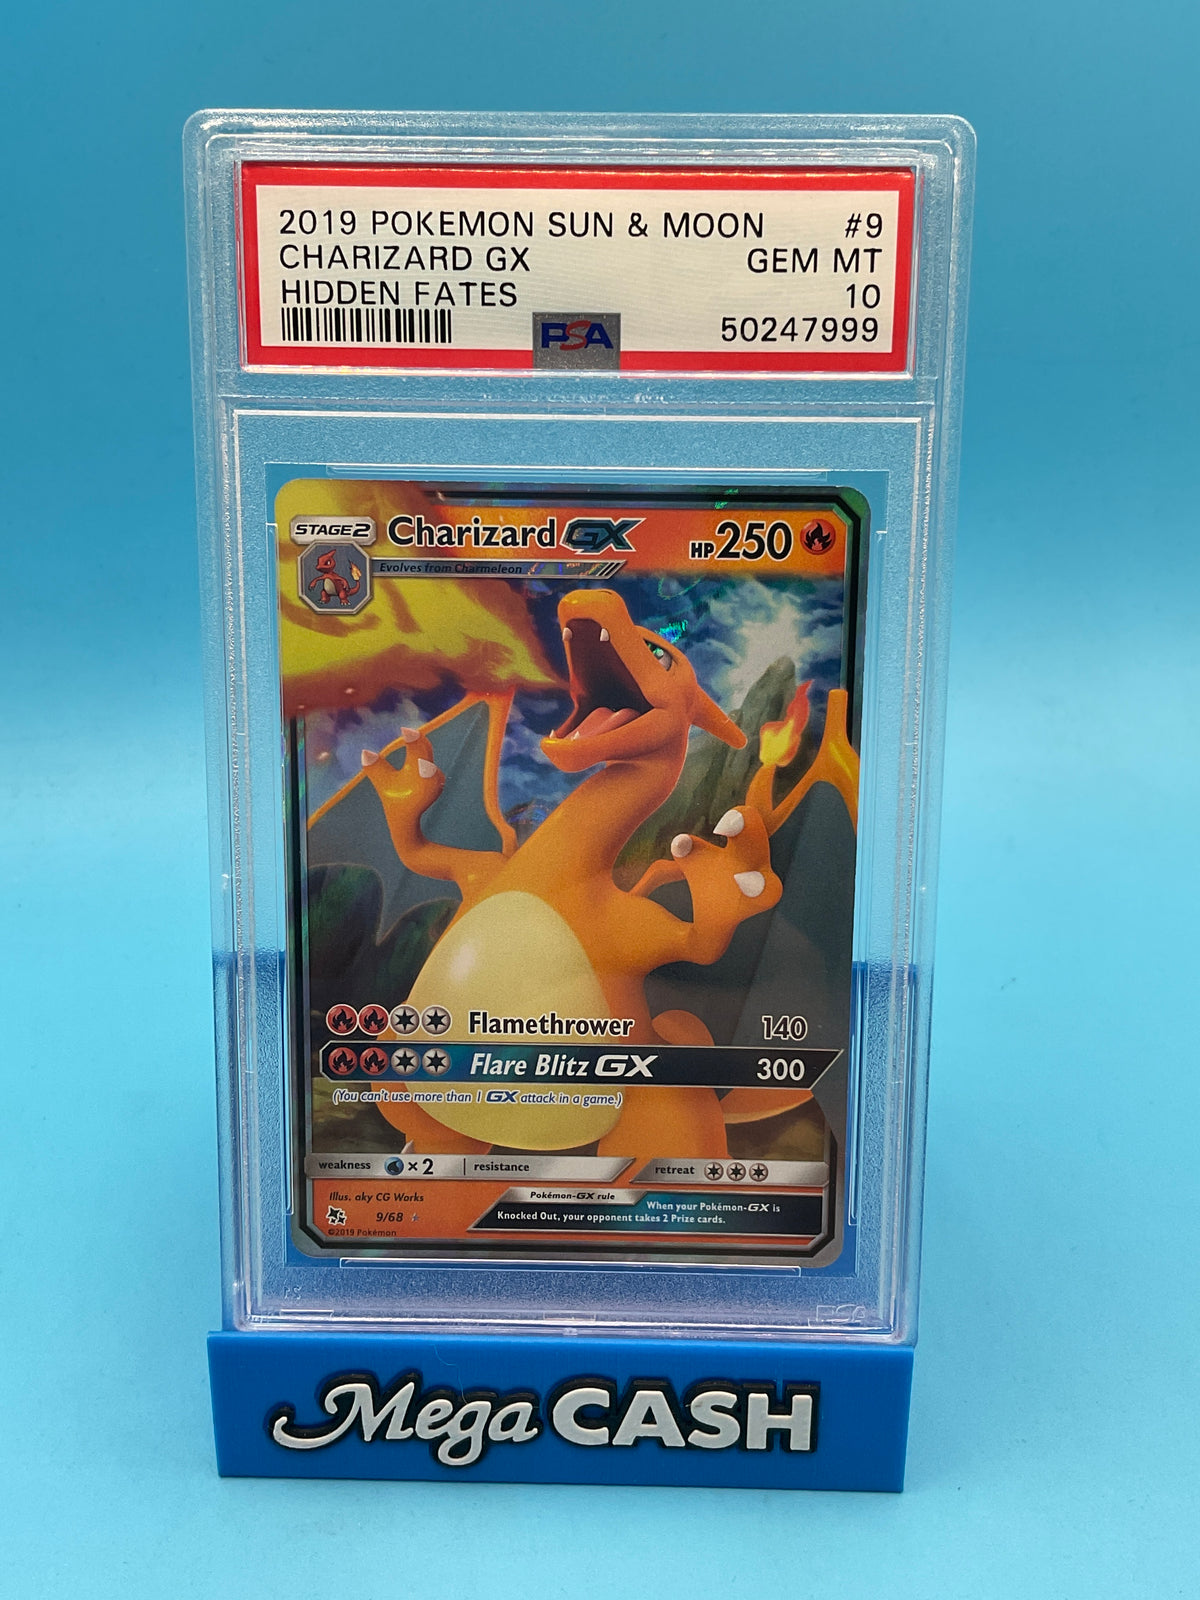 2019 POKEMON SUN & MOON #9
CHARIZARD GX GEM MT
HIDDEN FATES 10
PSA 50247999
STAGE2 Charizard GX HP250
Evolves from Charmeleon
Flamethrower 140
Flare Blitz GX 300
(You can't use more than 1 GX attack in a game.)
weakness ×2 resistance retreat
Illus. aky CG Works
9/68
©2019 Pokémon
Pokémon-GX rule
When your Pokémon-GX is
Knocked Out, your opponent takes 2 Prize cards.
PSA
Mega CASH